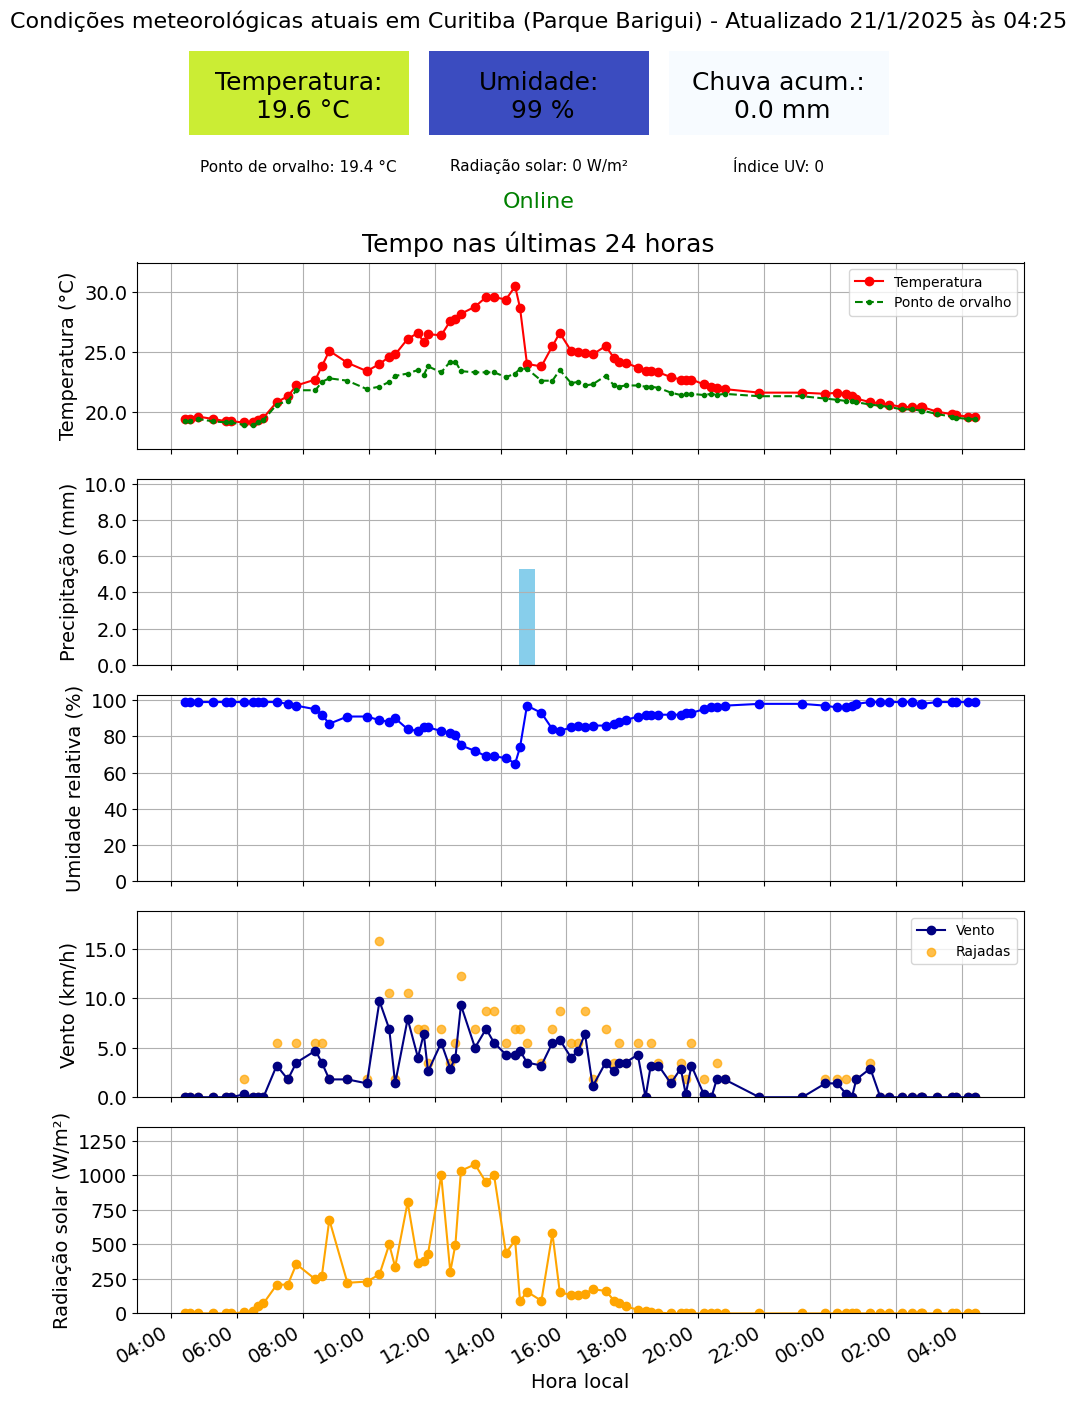 Condições meteorológicas atuais em Curitiba (Parque Barigui) - Atualizado 21/1/2025 às 04:25
Temperatura:
19.6 °C
Umidade:
99 %
Chuva acum.:
0.0 mm
Ponto de orvalho: 19.4 °C
Radiação solar: 0 W/m²
Índice UV: 0
Online
Tempo nas últimas 24 horas
Temperatura (°C)
30.0
25.0
20.0
Temperatura
Ponto de orvalho
Precipitação (mm)
10.0
8.0
6.0
4.0
2.0
0.0
Umidade relativa (%)
100
80
60
40
20
0
Vento (km/h)
15.0
10.0
5.0
0.0
Vento
Rajadas
Radiação solar (W/m²)
1250
1000
750
500
250
0
04:00
06:00
08:00
10:00
12:00
14:00
16:00
18:00
20:00
22:00
00:00
02:00
04:00
Hora local